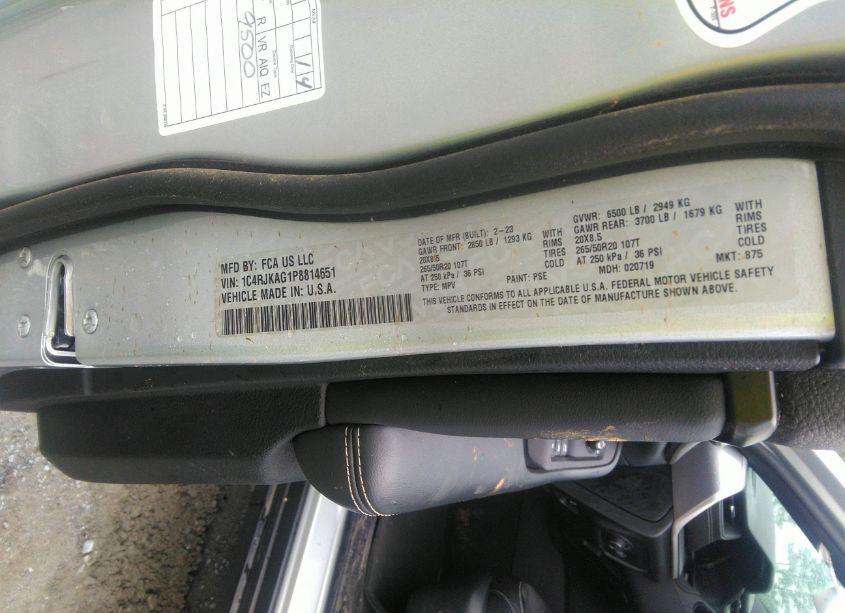 R IVR AIQ EZ
9500
14
NS
MFD BY: FCA US LLC
VIN: 1C4RJKAG1P8814651
VEHICLE MADE IN: U.S.A.
DATE OF MFR (BUILT): 2-23
GAWR FRONT: 2850 LB / 1293 KG WITH
20X8.5 RIMS
265/50R20 107T TIRES
AT 250 kPa / 36 PSI COLD
TYPE: MPV PAINT: PSE
GVWR: 6500 LB / 2949 KG
GAWR REAR: 3700 LB / 1679 KG WITH
20X8.5 RIMS
265/50R20 107T TIRES
AT 250 kPa / 36 PSI COLD
MDH: 020719 MKT: 875
THIS VEHICLE CONFORMS TO ALL APPLICABLE U.S.A. FEDERAL MOTOR VEHICLE SAFETY
STANDARDS IN EFFECT ON THE DATE OF MANUFACTURE SHOWN ABOVE.